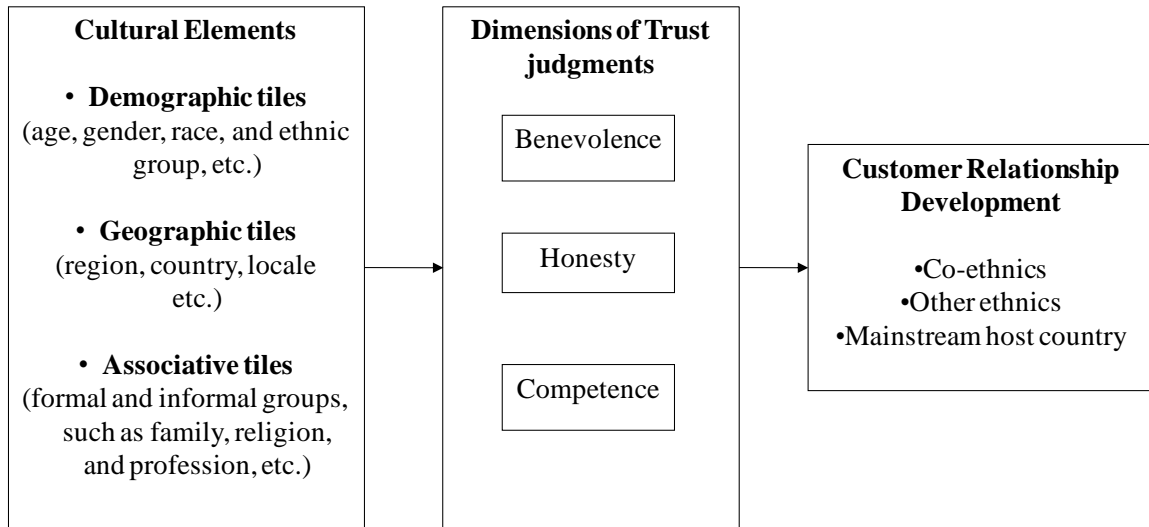 Cultural Elements
• Demographic tiles
(age, gender, race, and ethnic
group, etc.)
• Geographic tiles
(region, country, locale
etc.)
• Associative tiles
(formal and informal groups,
such as family, religion,
and profession, etc.)
Dimensions of Trust
judgments
Benevolence
Honesty
Competence
Customer Relationship
Development
•Co-ethnics
•Other ethnics
•Mainstream host country